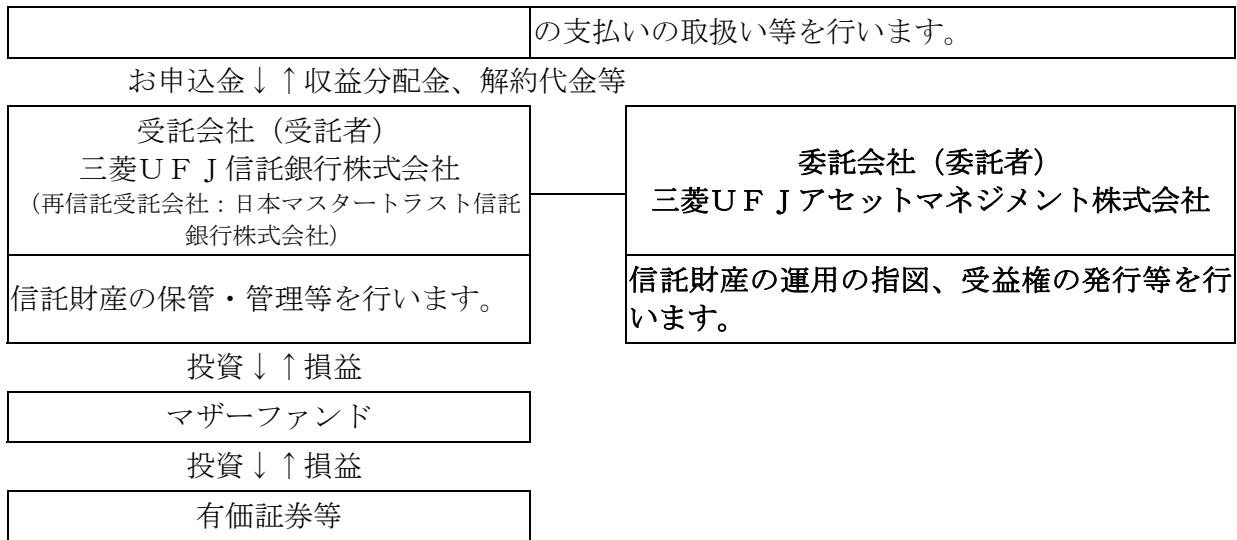 の支払いの取扱い等を行います。
お申込金↓↑収益分配金、解約代金等
受託会社（受託者）
三菱ＵＦＪ信託銀行株式会社
（再信託受託会社：日本マスタートラスト信託
銀行株式会社）
委託会社（委託者）
三菱ＵＦＪアセットマネジメント株式会社
信託財産の保管・管理等を行います。
信託財産の運用の指図、受益権の発行等を行
います。
投資↓↑損益
マザーファンド
投資↓↑損益
有価証券等